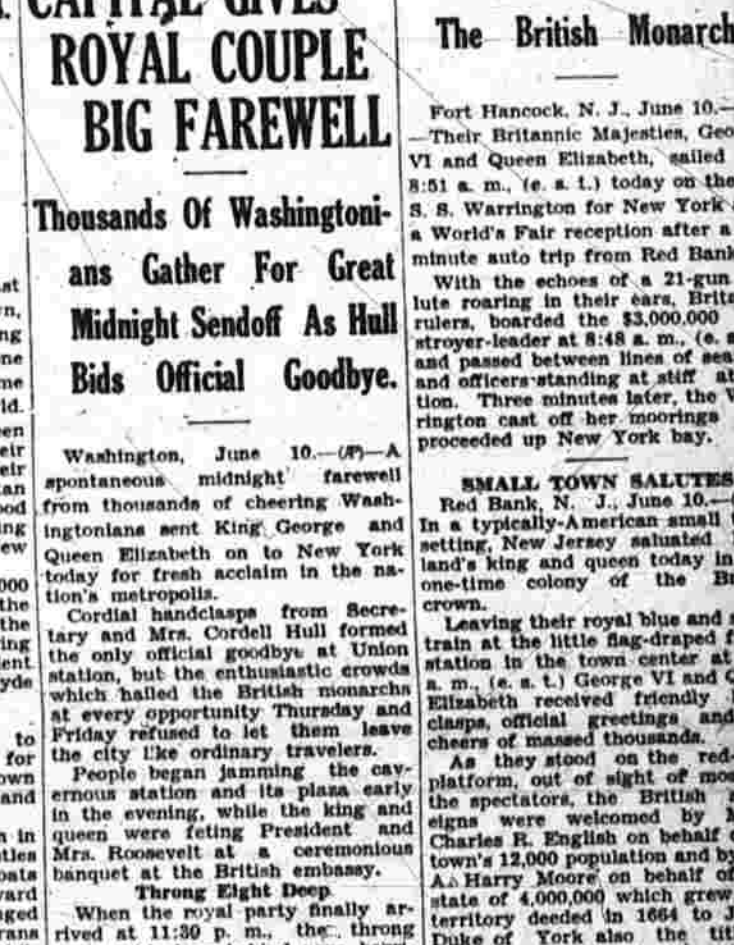 CAPITAL GIVES
ROYAL COUPLE
BIG FAREWELL
Thousands Of Washingtoni-
ans Gather For Great
Midnight Sendoff As Hull
Bids Official Goodbye.
Washington, June 10.—(AP)—A
spontaneous midnight farewell
from thousands of cheering Wash-
ingtonians sent King George and
Queen Elizabeth on to New York
today for fresh acclaim in the na-
tion's metropolis.
Cordial handclasps from Secre-
tary and Mrs. Cordell Hull formed
the only official goodbye at Union
station, but the enthusiastic crowds
which hailed the British monarchs
at every opportunity Thursday and
Friday refused to let them leave
the city like ordinary travelers.
People began jamming the cav-
ernous station and its plaza early
in the evening, while the king and
queen were feting President and
Mrs. Roosevelt at a ceremonious
banquet at the British embassy.
Throng Eight Deep
When the royal party finally ar-
rived at 11:30 p. m., the throng
The British Monarch
Fort Hancock, N. J., June 10.—
—Their Britannic Majesties, Geo
VI and Queen Elizabeth, sailed
8:51 a. m., (e. s. t.) today on the
S. S. Warrington for New York
a World's Fair reception after a
minute auto trip from Red Bank
With the echoes of a 21-gun
lute roaring in their ears, Brita
rulers, boarded the $3,000,000
stroyer-leader at 8:48 a. m., (e. s
and passed between lines of sea
and officers standing at stiff at
tion. Three minutes later, the W
rington cast off her moorings
proceeded up New York bay.
SMALL TOWN SALUTES
Red Bank, N. J., June 10.—
In a typically-American small
setting, New Jersey saluated
land's king and queen today in
one-time colony of the Br
crown.
Leaving their royal blue and s
train at the little flag-draped f
station in the town center at
a. m., (e. s. t.) George VI and Q
Elizabeth received friendly
clasps, official greetings and
cheers of massed thousands.
As they stood on the red-
platform, out of sight of mos
the spectators, the British
eigns were welcomed by M
Charles R. English on behalf
town's 12,000 population and by
A. Harry Moore on behalf of
state of 4,000,000 which grew
territory deeded in 1664 to J
Duke of York also the tit